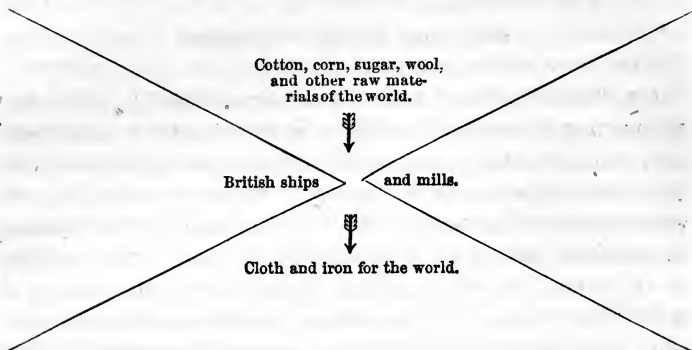 Cotton, corn, sugar, wool,
and other raw mate-
rials of the world.
British ships and mills.
Cloth and iron for the world.